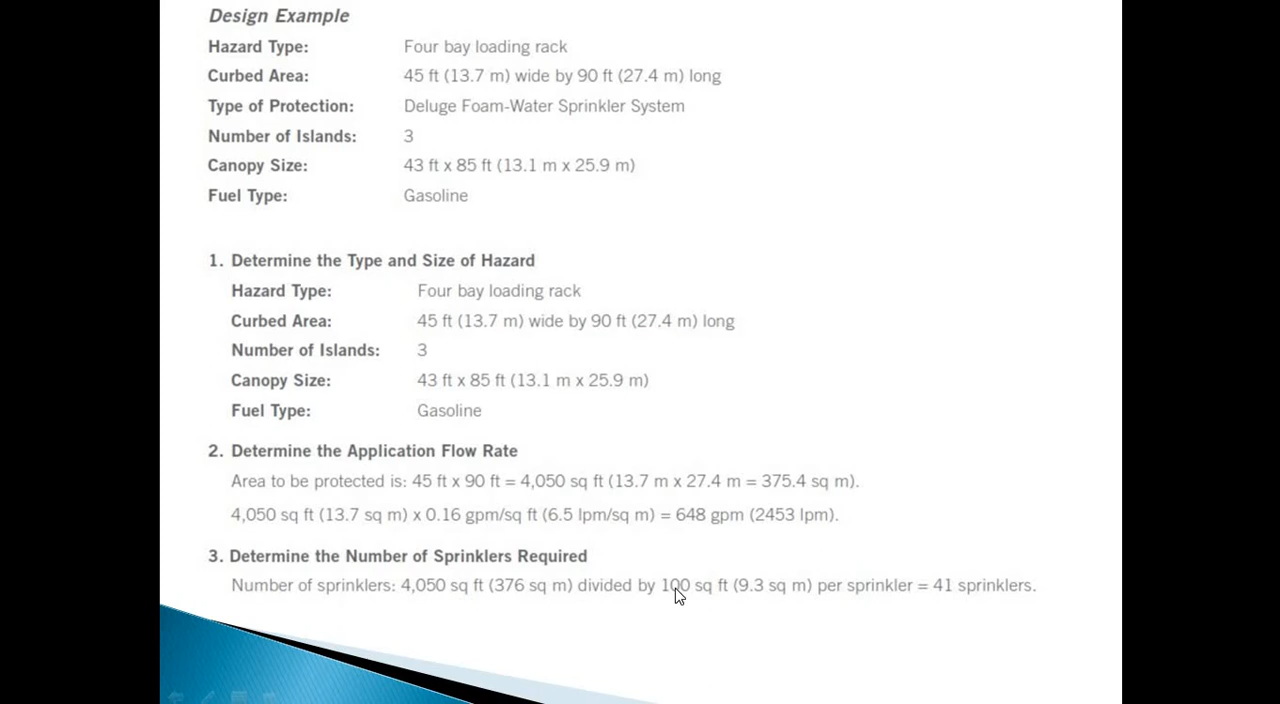 Design Example
Hazard Type: Four bay loading rack
Curbed Area: 45 ft (13.7 m) wide by 90 ft (27.4 m) long
Type of Protection: Deluge Foam-Water Sprinkler System
Number of Islands: 3
Canopy Size: 43 ft x 85 ft (13.1 m x 25.9 m)
Fuel Type: Gasoline
1. Determine the Type and Size of Hazard
Hazard Type: Four bay loading rack
Curbed Area: 45 ft (13.7 m) wide by 90 ft (27.4 m) long
Number of Islands: 3
Canopy Size: 43 ft x 85 ft (13.1 m x 25.9 m)
Fuel Type: Gasoline
2. Determine the Application Flow Rate
Area to be protected is: 45 ft x 90 ft = 4,050 sq ft (13.7 m x 27.4 m = 375.4 sq m).
4,050 sq ft (13.7 sq m) x 0.16 gpm/sq ft (6.5 lpm/sq m) = 648 gpm (2453 lpm).
3. Determine the Number of Sprinklers Required
Number of sprinklers: 4,050 sq ft (376 sq m) divided by 100 sq ft (9.3 sq m) per sprinkler = 41 sprinklers.